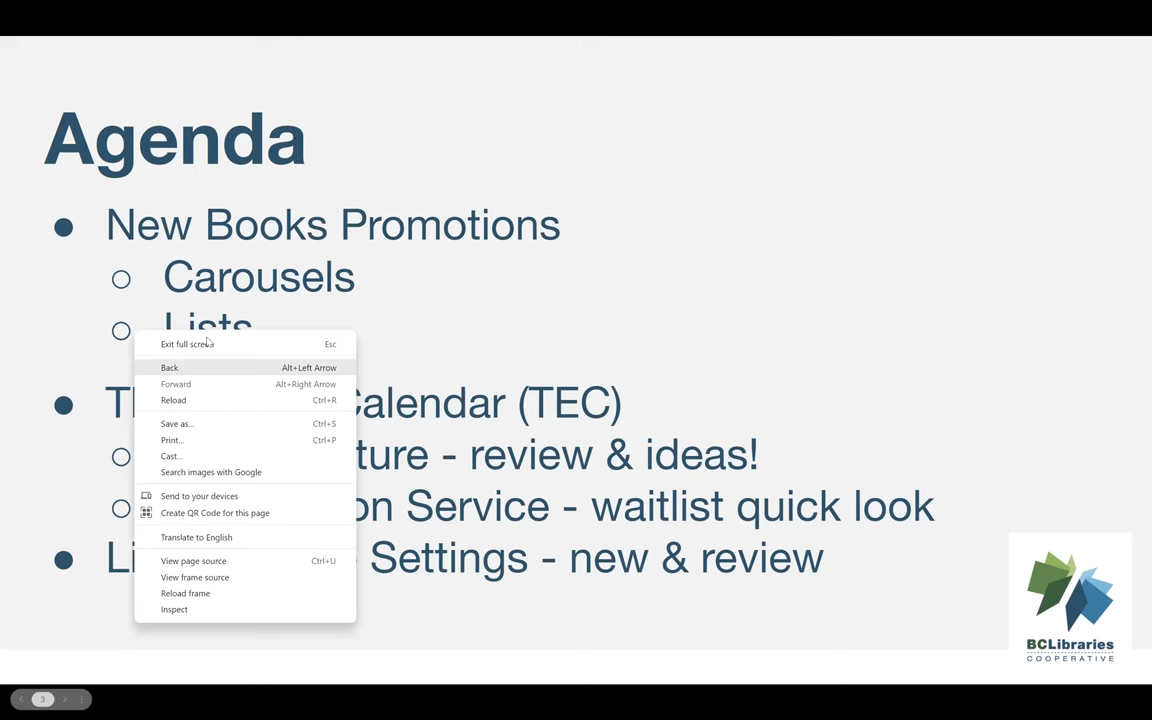 Agenda
● New Books Promotions
○ Carousels
○ Lists
Exit full screen Esc
Back Alt+Left Arrow
Forward Alt+Right Arrow
Reload Ctrl+R
Save as... Ctrl+S
Print... Ctrl+P
Cast...
Search images with Google
Send to your devices
Create QR Code for this page
Translate to English
View page source Ctrl+U
View frame source
Reload frame
Inspect
● Calendar (TEC)
○ - review & ideas!
○ Service - waitlist quick look
● Settings - new & review
BCLibraries
COOPERATIVE
3